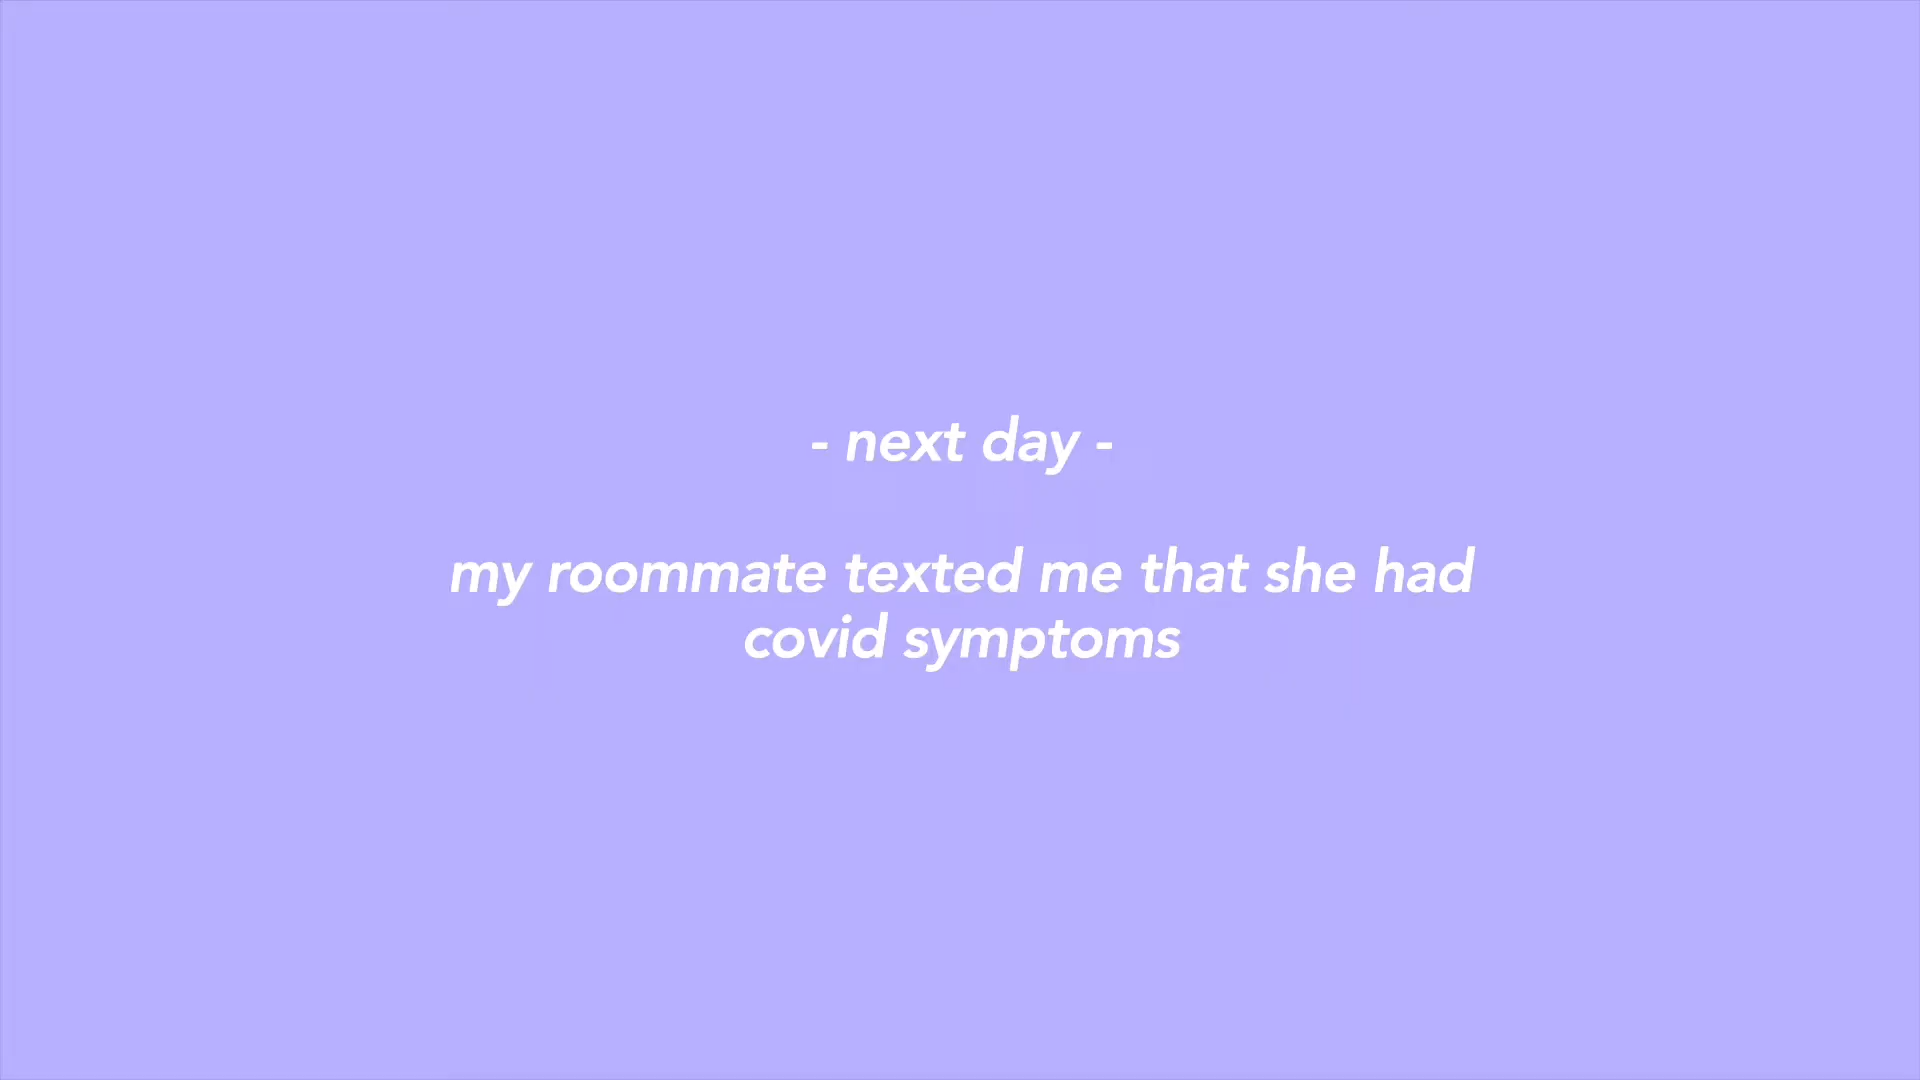 - next day -
my roommate texted me that she had
covid symptoms